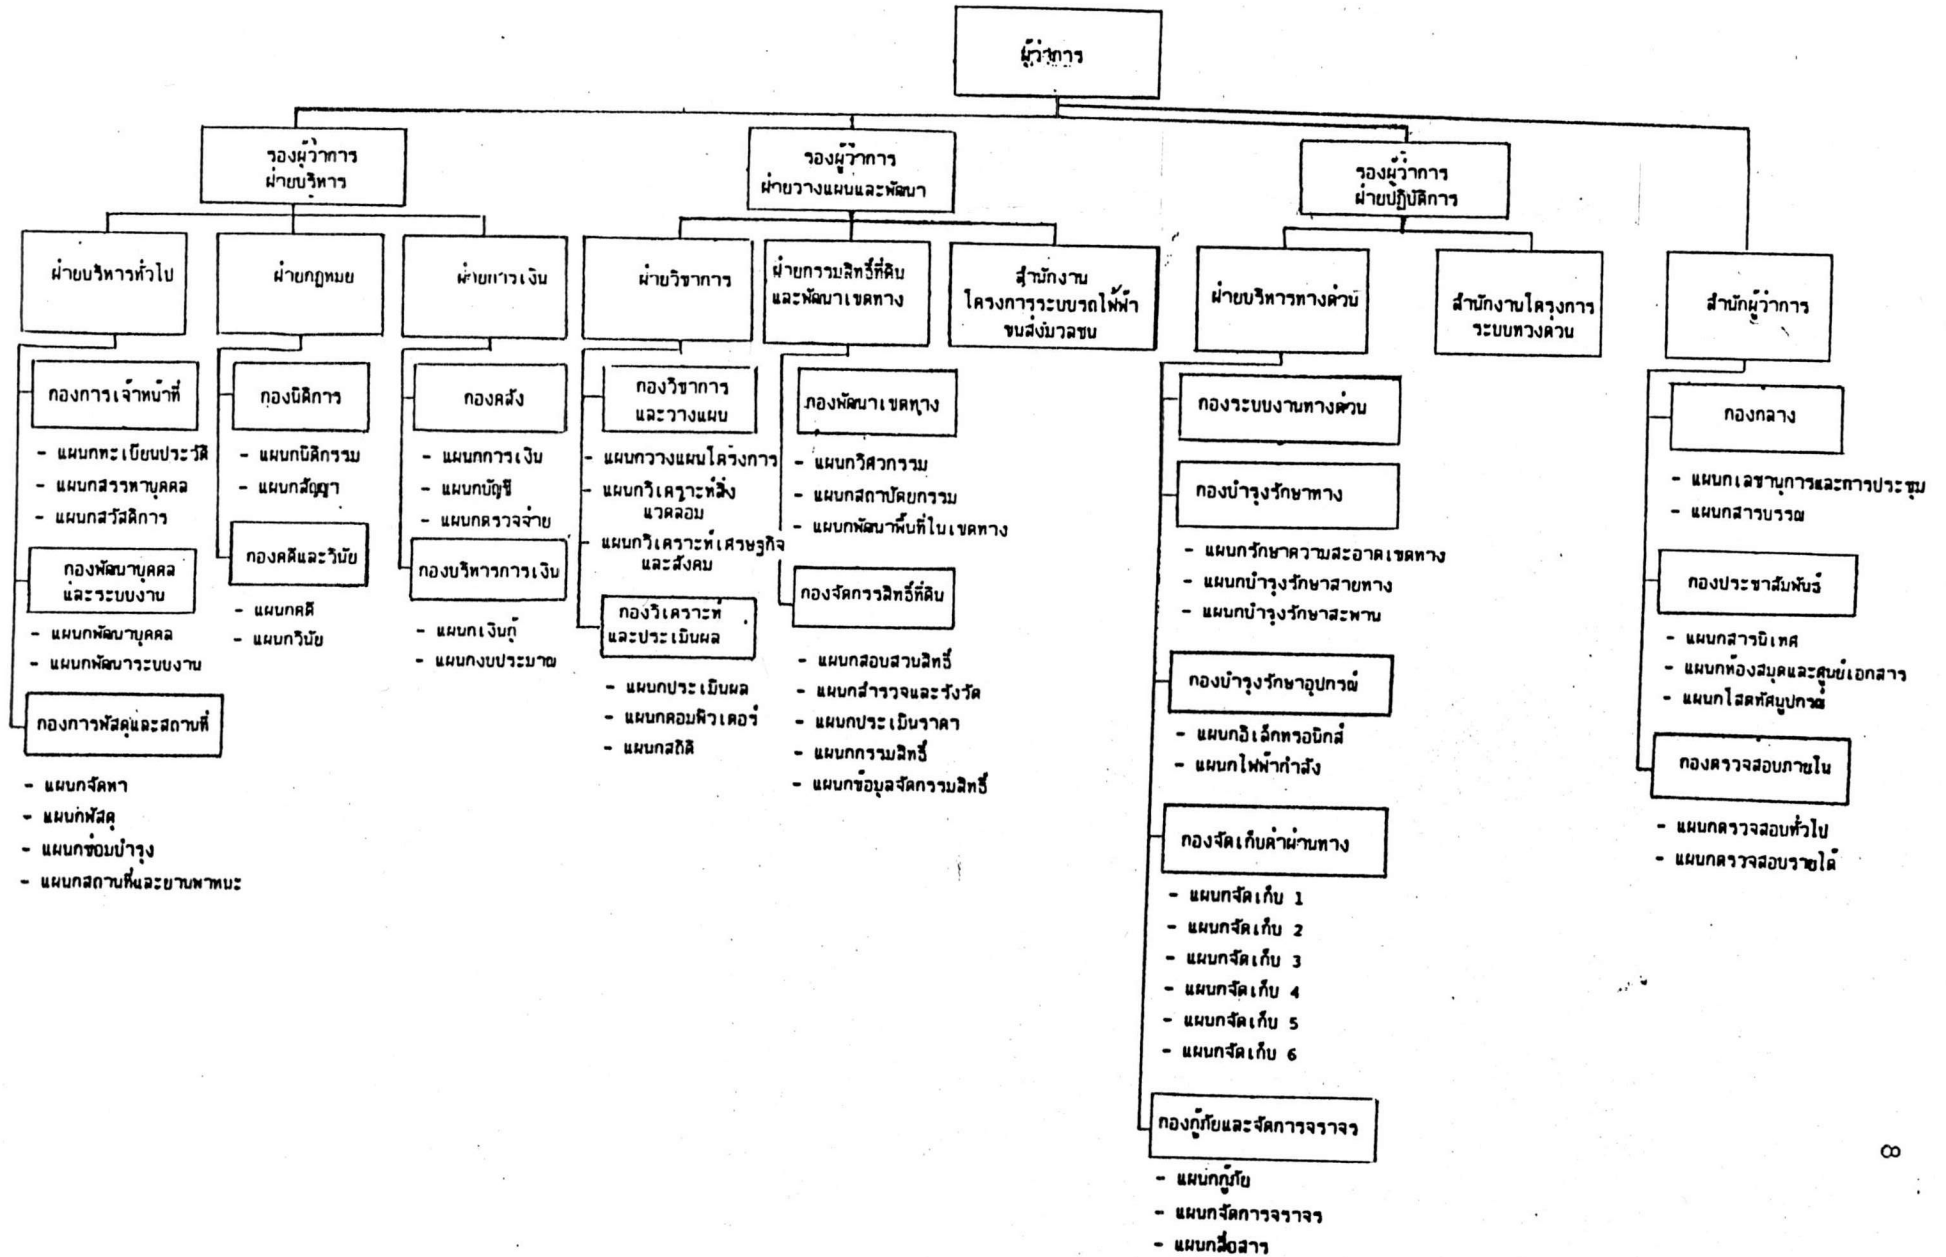 ผู้ว่าการ
รองผู้ว่าการ
ฝ่ายบริหาร
รองผู้ว่าการ
ฝ่ายวางแผนและพัฒนา
รองผู้ว่าการ
ฝ่ายปฏิบัติการ
ฝ่ายบริหารทั่วไป
ฝ่ายกฎหมย
ฝ่ายการเงิน
ฝ่ายวิชาการ
ฝ่ายกรรมสิทธิ์ที่ดิน
และพัฒนาเขตทาง
สำนักงาน
โครงการระบบรถไฟฟ้า
ขนส่งมวลชน
ฝ่ายบริหารทางด่วน
สำนักงานโครงการ
ระบบทางด่วน
สำนักผู้ว่าการ
กองการเจ้าหน้าที่
- แผนกทะเบียนประวัติ
- แผนกสรรหาบุคคล
- แผนกสวัสดิการ
กองพัฒนาบุคคล
และระบบงาน
- แผนกพัฒนาบุคคล
- แผนกพัฒนาระบบงาน
กองการพัสดุและสถานที่
- แผนกจัดหา
- แผนกพัสดุ
- แผนกซ่อมบำรุง
- แผนกสถานที่และยานพาหนะ
กองนิติการ
- แผนกนิติกรรม
- แผนกสัญญา
กองคดีและวินัย
- แผนกคดี
- แผนกวินัย
กองคลัง
- แผนกการเงิน
- แผนกบัญชี
- แผนกตรวจจ่าย
กองบริหารการเงิน
- แผนกเงินกู้
- แผนกงบประมาณ
กองวิชาการ
และวางแผน
- แผนกวางแผนโครงการ
- แผนกวิเคราะห์สิ่ง
แวดล้อม
- แผนกวิเคราะห์เศรษฐกิจ
และสังคม
กองวิเคราะห์
และประเมินผล
- แผนกประเมินผล
- แผนกคอมพิวเตอร์
- แผนกสถิติ
กองพัฒนาเขตทาง
- แผนกวิศวกรรม
- แผนกสถาปัตยกรรม
- แผนกพัฒนาพื้นที่ในเขตทาง
กองจัดกรรสิทธิ์ที่ดิน
- แผนกสอบสวนสิทธิ์
- แผนกสำรวจและรังวัด
- แผนกประเมินราคา
- แผนกกรรมสิทธิ์
- แผนกข้อมูลจัดกรรมสิทธิ์
กองระบบงานทางด่วน
กองบำรุงรักษาทาง
- แผนกรักษาความสะอาดเขตทาง
- แผนกบำรุงรักษาสายทาง
- แผนกบำรุงรักษาสะพาน
กองบำรุงรักษาอุปกรณ์
- แผนกอิเล็กทรอนิกส์
- แผนกไฟฟ้ากำลัง
กองจัดเก็บค่าผ่านทาง
- แผนกจัดเก็บ 1
- แผนกจัดเก็บ 2
- แผนกจัดเก็บ 3
- แผนกจัดเก็บ 4
- แผนกจัดเก็บ 5
- แผนกจัดเก็บ 6
กองกู้ภัยและจัดการจราจร
- แผนกกู้ภัย
- แผนกจัดการจราจร
- แผนกสื่อสาร
กองกลาง
- แผนกเลขานุการและการประชุม
- แผนกสารบรรณ
กองประชาสัมพันธ์
- แผนกสารนิเทศ
- แผนกห้องสมุดและศูนย์เอกสาร
- แผนกโสตทัศนูปกรณ์
กองตรวจสอบภายใน
- แผนกตรวจสอบทั่วไป
- แผนกตรวจสอบรายได้
8